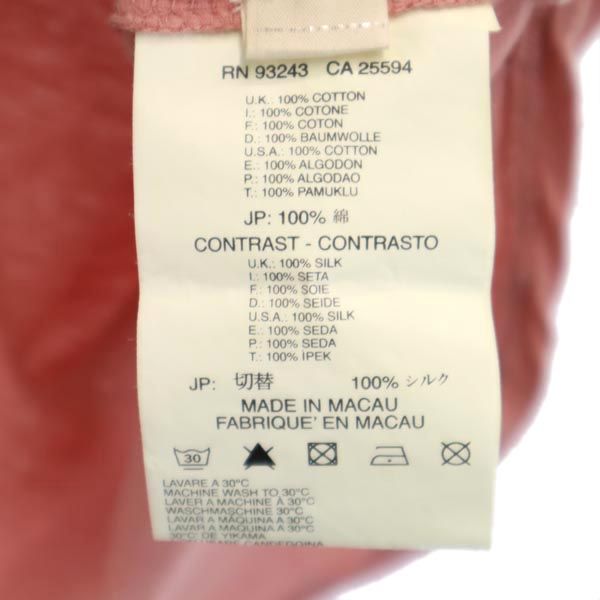 RN 93243 CA 25594
U.K.: 100% COTTON
I.: 100% COTONE
F.: 100% COTON
D.: 100% BAUMWOLLE
U.S.A.: 100% COTTON
E.: 100% ALGODON
P.: 100% ALGODAO
T.: 100% PAMUKLU
JP: 100% 綿
CONTRAST - CONTRASTO
U.K.: 100% SILK
I.: 100% SETA
F.: 100% SOIE
D.: 100% SEIDE
U.S.A.: 100% SILK
E.: 100% SEDA
P.: 100% SEDA
T.: 100% İPEK
JP: 切替 100% シルク
MADE IN MACAU
FABRIQUE' EN MACAU
30
LAVARE A 30°C
MACHINE WASH TO 30°C
LAVER A MACHINE A 30°C
WASCHMASCHINE 30°C
LAVAR A MÁQUINA A 30°C
LAVAR A MAQUINA A 30°C
30°C: DE YIKAMA